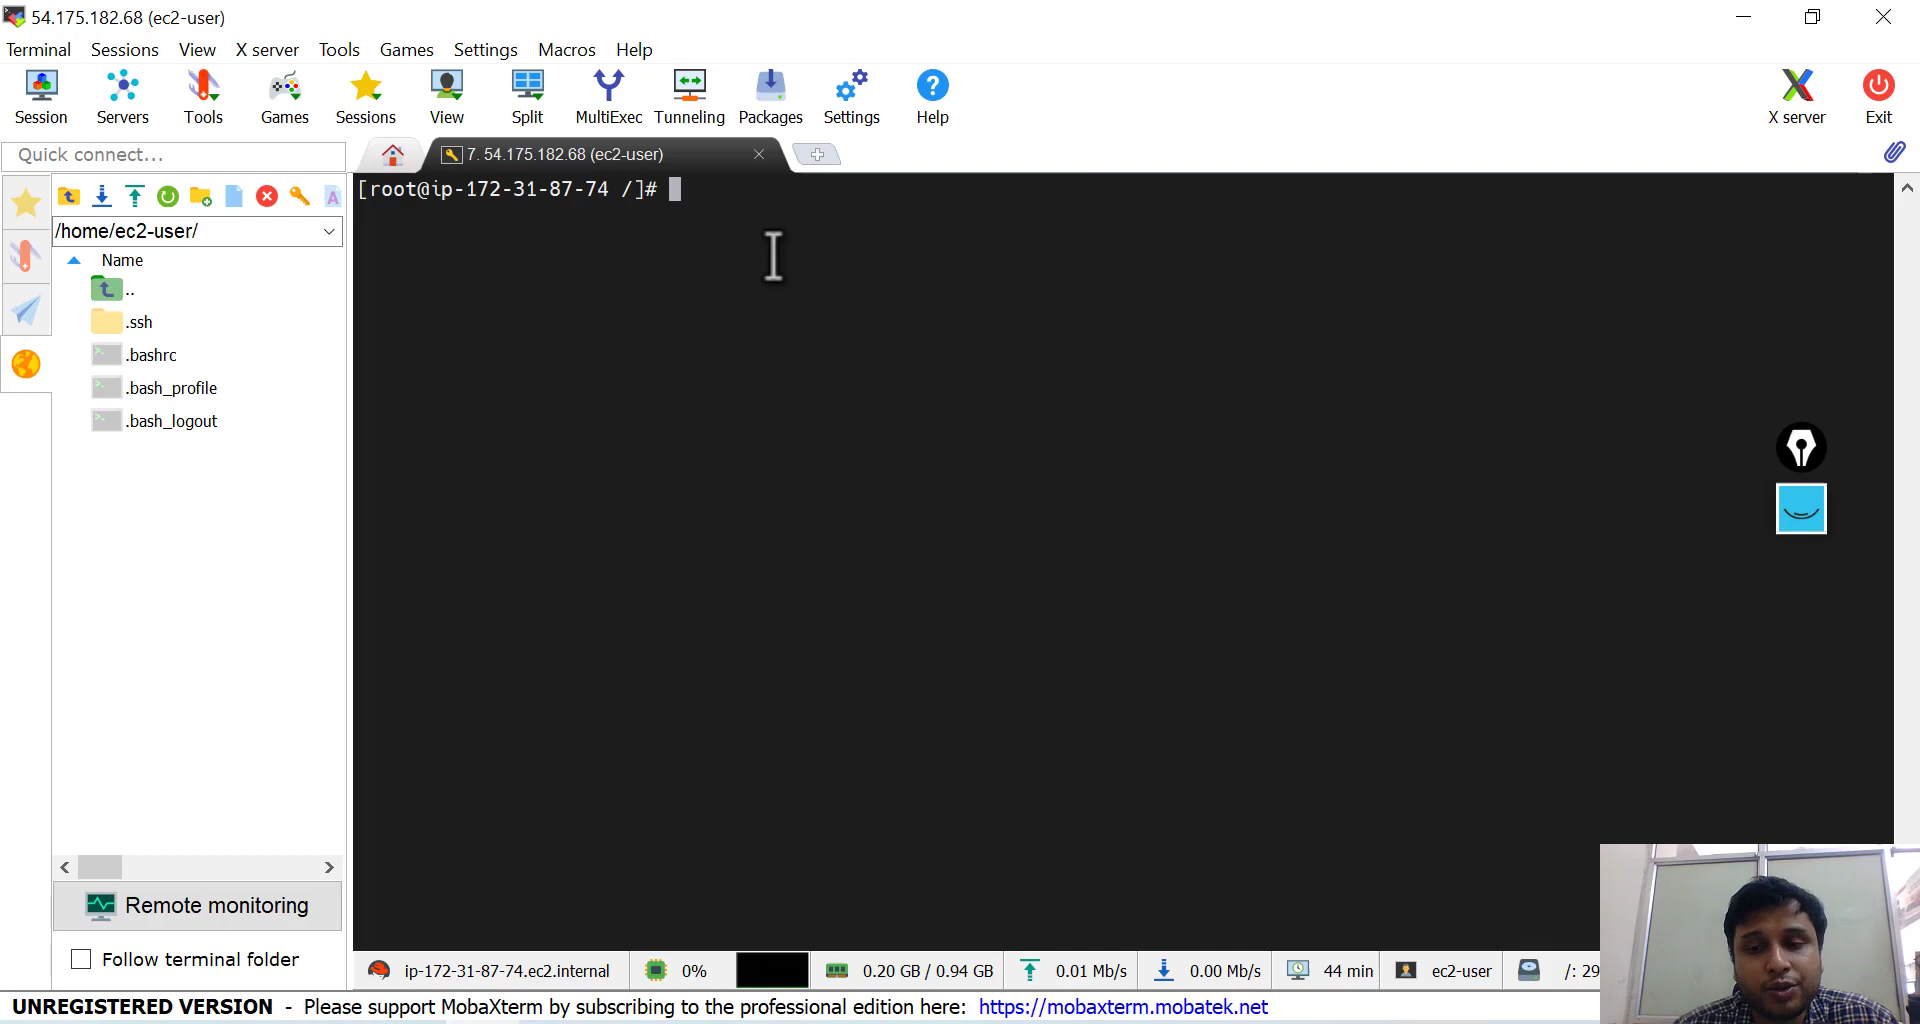 54.175.182.68 (ec2-user)
Terminal Sessions View X server Tools Games Settings Macros Help
Session Servers Tools Games Sessions View Split MultiExec Tunneling Packages Settings Help X server Exit
Quick connect...
7. 54.175.182.68 (ec2-user)
/home/ec2-user/
Name
..
.ssh
.bashrc
.bash_profile
.bash_logout
[root@ip-172-31-87-74 /]#
Remote monitoring
Follow terminal folder
ip-172-31-87-74.ec2.internal 0% 0.20 GB / 0.94 GB 0.01 Mb/s 0.00 Mb/s 44 min ec2-user /: 29
UNREGISTERED VERSION - Please support MobaXterm by subscribing to the professional edition here: https://mobaxterm.mobatek.net